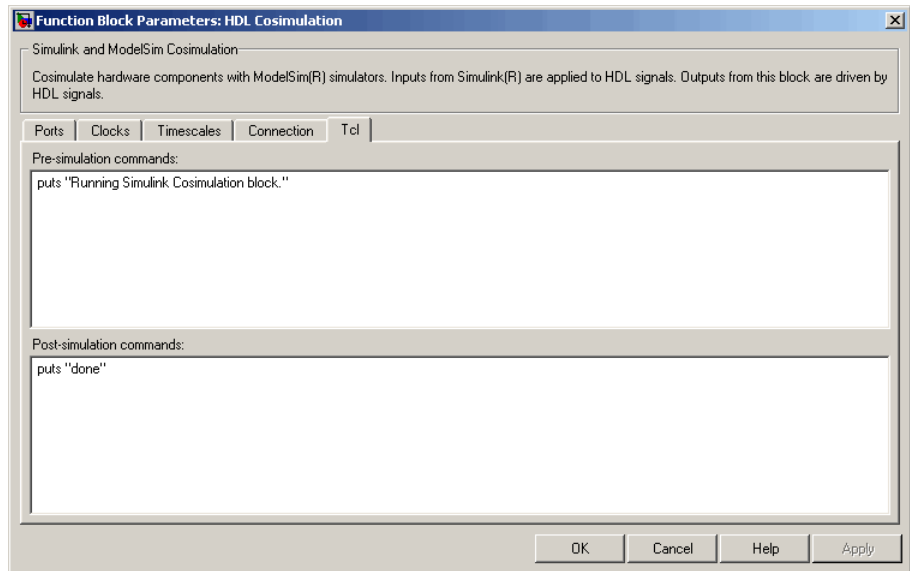 Function Block Parameters: HDL Cosimulation
Simulink and ModelSim Cosimulation
Cosimulate hardware components with ModelSim(R) simulators. Inputs from Simulink(R) are applied to HDL signals. Outputs from this block are driven by
HDL signals.
Ports Clocks Timescales Connection Tcl
Pre-simulation commands:
puts "Running Simulink Cosimulation block."
Post-simulation commands:
puts "done"
OK Cancel Help Apply